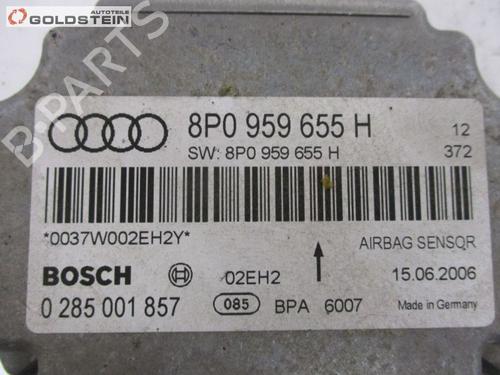 AUTOTEILE
GOLDSTEIN
8P0 959 655 H
12
SW: 8P0 959 655 H
372
*0037W002EH2Y*
AIRBAG SENSOR
BOSCH
02EH2
15.06.2006
0 285 001 857
085
BPA 6007
Made in Germany